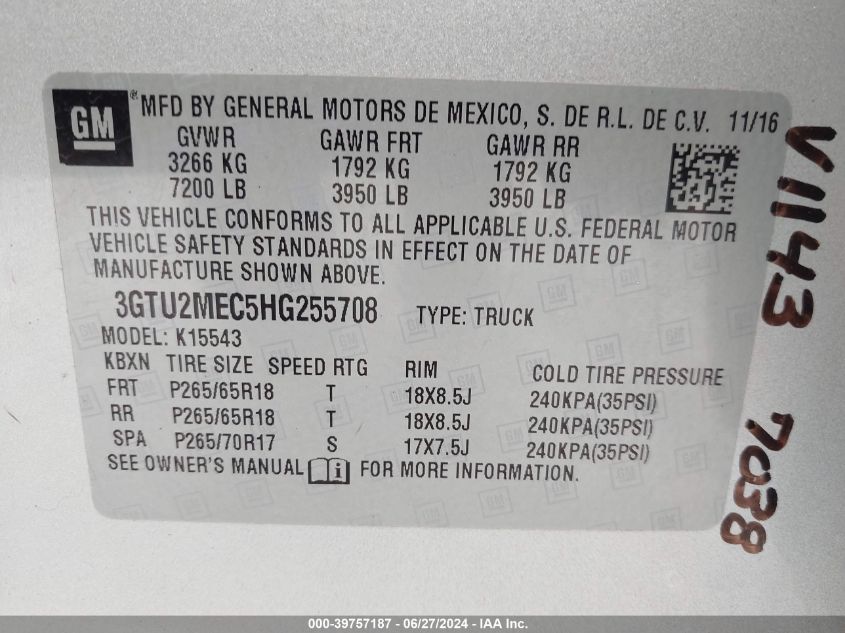 GM ® MFD BY GENERAL MOTORS DE MEXICO, S. DE R.L. DE C.V. 11/16
GVWR GAWR FRT GAWR RR
3266 KG 1792 KG 1792 KG
7200 LB 3950 LB 3950 LB
THIS VEHICLE CONFORMS TO ALL APPLICABLE U.S. FEDERAL MOTOR
VEHICLE SAFETY STANDARDS IN EFFECT ON THE DATE OF
MANUFACTURE SHOWN ABOVE.
3GTU2MEC5HG255708 TYPE: TRUCK
MODEL: K15543
KBXN TIRE SIZE SPEED RTG RIM COLD TIRE PRESSURE
FRT P265/65R18 T 18X8.5J 240KPA(35PSI)
RR P265/65R18 T 18X8.5J 240KPA(35PSI)
SPA P265/70R17 S 17X7.5J 240KPA(35PSI)
SEE OWNER'S MANUAL i FOR MORE INFORMATION.
V1143 7038
000-39757187 - 06/27/2024 - IAA Inc.